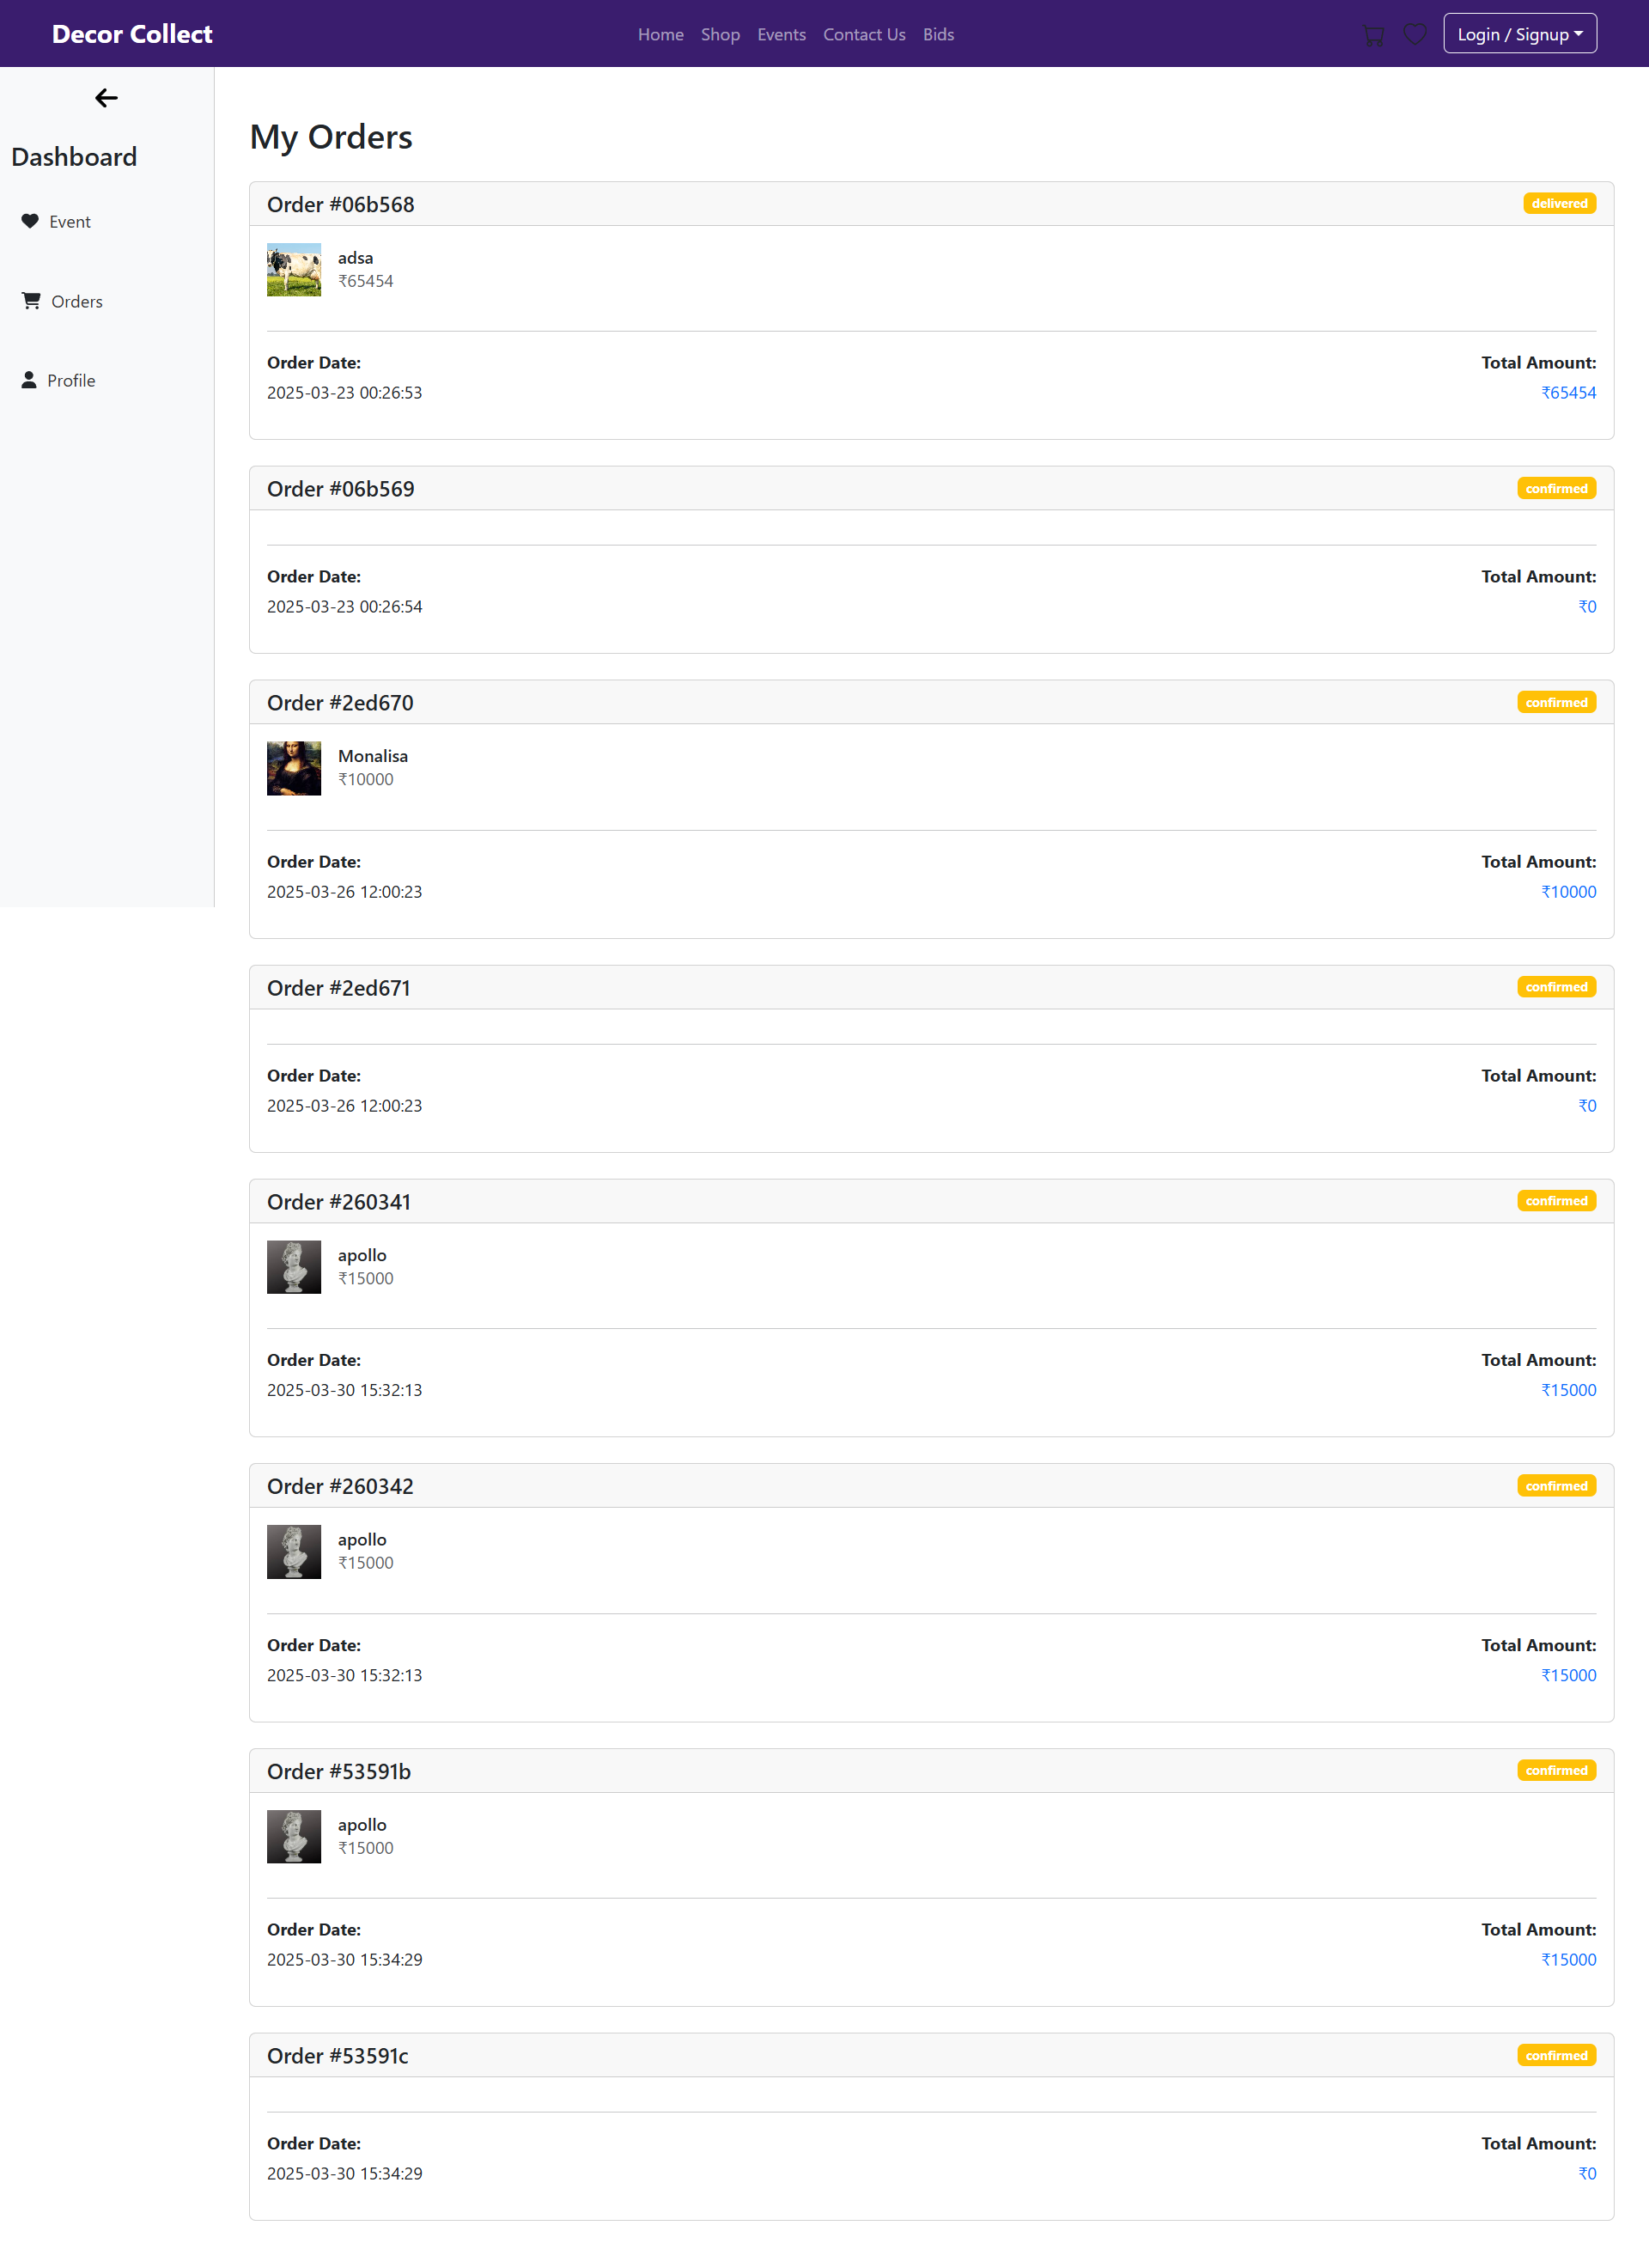 Decor Collect
Home Shop Events Contact Us Bids
Login / Signup
Dashboard
Event
Orders
Profile
My Orders
Order #06b568 delivered
adsa
₹65454
Order Date: Total Amount:
2025-03-23 00:26:53 ₹65454
Order #06b569 confirmed
Order Date: Total Amount:
2025-03-23 00:26:54 ₹0
Order #2ed670 confirmed
Monalisa
₹10000
Order Date: Total Amount:
2025-03-26 12:00:23 ₹10000
Order #2ed671 confirmed
Order Date: Total Amount:
2025-03-26 12:00:23 ₹0
Order #260341 confirmed
apollo
₹15000
Order Date: Total Amount:
2025-03-30 15:32:13 ₹15000
Order #260342 confirmed
apollo
₹15000
Order Date: Total Amount:
2025-03-30 15:32:13 ₹15000
Order #53591b confirmed
apollo
₹15000
Order Date: Total Amount:
2025-03-30 15:34:29 ₹15000
Order #53591c confirmed
Order Date: Total Amount:
2025-03-30 15:34:29 ₹0